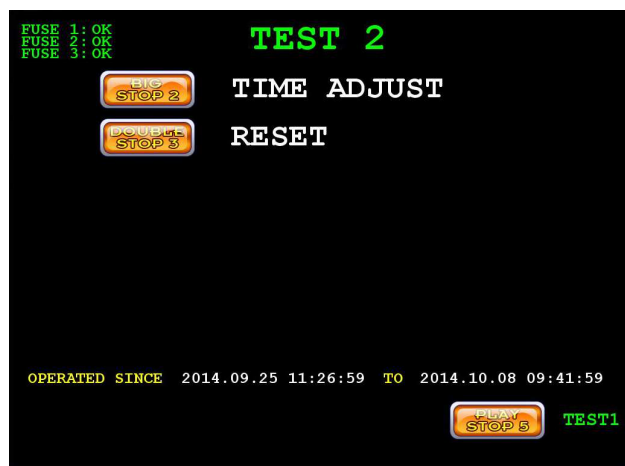 FUSE 1:OK
FUSE 2:OK
FUSE 3:OK
TEST 2
BIG
STOP 2
TIME ADJUST
DOUBLE
STOP 3
RESET
OPERATED SINCE 2014.09.25 11:26:59 TO 2014.10.08 09:41:59
PLAY
STOP 5
TEST1